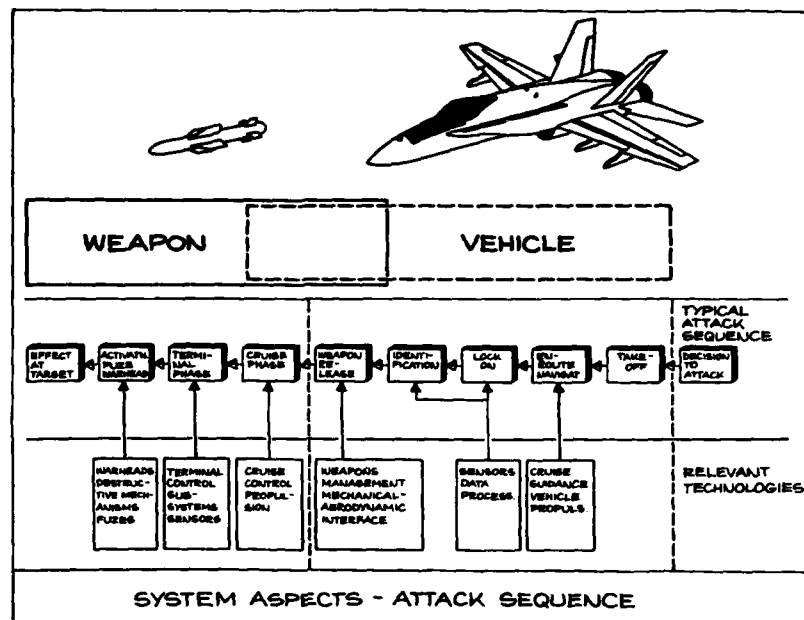 WEAPON
VEHICLE
TYPICAL
ATTACK
SEQUENCE
EFFECT
AT
TARGET
ACTIVATN.
FUZE
WARHEAD
TERMI-
NAL
PHASE
CRUISE
PHASE
WEAPON
RE-
LEASE
IDENTI-
FICATION
LOCK
ON
EN-
ROUTE
NAVIGAT
TAKE-
OFF
DECISION
TO
ATTACK
WARHEADS
DESTRUC-
TIVE MECH-
ANISMS
FUZES
TERMINAL
CONTROL
SUB-
SYSTEMS
SENSORS
CRUISE
CONTROL
PROPUL-
SION
WEAPONS
MANAGEMENT
MECHANICAL-
AERODYNAMIC
INTERFACE
SENSORS
DATA
PROCESS.
CRUISE
GUIDANCE
VEHICLE
PROPULS.
RELEVANT
TECHNOLOGIES
SYSTEM ASPECTS - ATTACK SEQUENCE